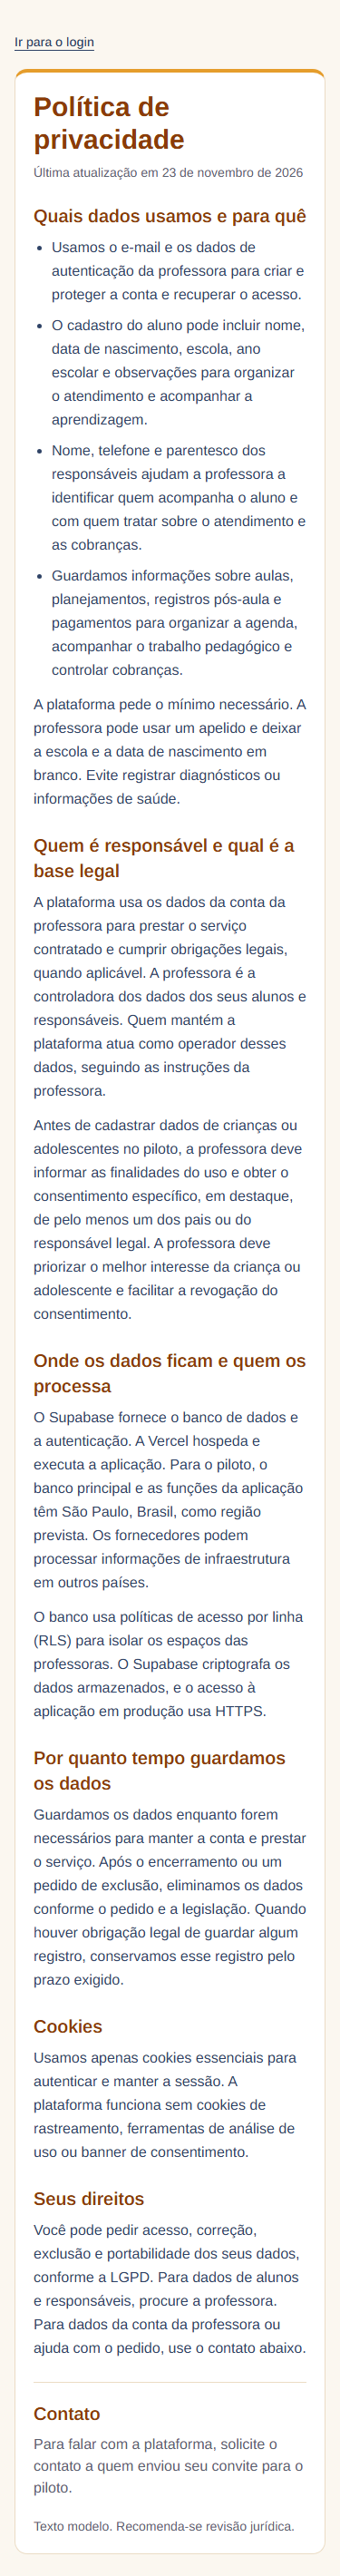 Ir para o login
Política de
privacidade
Última atualização em 23 de novembro de 2026
Quais dados usamos e para quê
• Usamos o e-mail e os dados de
autenticação da professora para criar e
proteger a conta e recuperar o acesso.
• O cadastro do aluno pode incluir nome,
data de nascimento, escola, ano
escolar e observações para organizar
o atendimento e acompanhar a
aprendizagem.
• Nome, telefone e parentesco dos
responsáveis ajudam a professora a
identificar quem acompanha o aluno e
com quem tratar sobre o atendimento e
as cobranças.
• Guardamos informações sobre aulas,
planejamentos, registros pós-aula e
pagamentos para organizar a agenda,
acompanhar o trabalho pedagógico e
controlar cobranças.
A plataforma pede o mínimo necessário. A
professora pode usar um apelido e deixar
a escola e a data de nascimento em
branco. Evite registrar diagnósticos ou
informações de saúde.
Quem é responsável e qual é a
base legal
A plataforma usa os dados da conta da
professora para prestar o serviço
contratado e cumprir obrigações legais,
quando aplicável. A professora é a
controladora dos dados dos seus alunos e
responsáveis. Quem mantém a
plataforma atua como operador desses
dados, seguindo as instruções da
professora.
Antes de cadastrar dados de crianças ou
adolescentes no piloto, a professora deve
informar as finalidades do uso e obter o
consentimento específico, em destaque,
de pelo menos um dos pais ou do
responsável legal. A professora deve
priorizar o melhor interesse da criança ou
adolescente e facilitar a revogação do
consentimento.
Onde os dados ficam e quem os
processa
O Supabase fornece o banco de dados e
a autenticação. A Vercel hospeda e
executa a aplicação. Para o piloto, o
banco principal e as funções da aplicação
têm São Paulo, Brasil, como região
prevista. Os fornecedores podem
processar informações de infraestrutura
em outros países.
O banco usa políticas de acesso por linha
(RLS) para isolar os espaços das
professoras. O Supabase criptografa os
dados armazenados, e o acesso à
aplicação em produção usa HTTPS.
Por quanto tempo guardamos
os dados
Guardamos os dados enquanto forem
necessários para manter a conta e prestar
o serviço. Após o encerramento ou um
pedido de exclusão, eliminamos os dados
conforme o pedido e a legislação. Quando
houver obrigação legal de guardar algum
registro, conservamos esse registro pelo
prazo exigido.
Cookies
Usamos apenas cookies essenciais para
autenticar e manter a sessão. A
plataforma funciona sem cookies de
rastreamento, ferramentas de análise de
uso ou banner de consentimento.
Seus direitos
Você pode pedir acesso, correção,
exclusão e portabilidade dos seus dados,
conforme a LGPD. Para dados de alunos
e responsáveis, procure a professora.
Para dados da conta da professora ou
ajuda com o pedido, use o contato abaixo.
Contato
Para falar com a plataforma, solicite o
contato a quem enviou seu convite para o
piloto.
Texto modelo. Recomenda-se revisão jurídica.